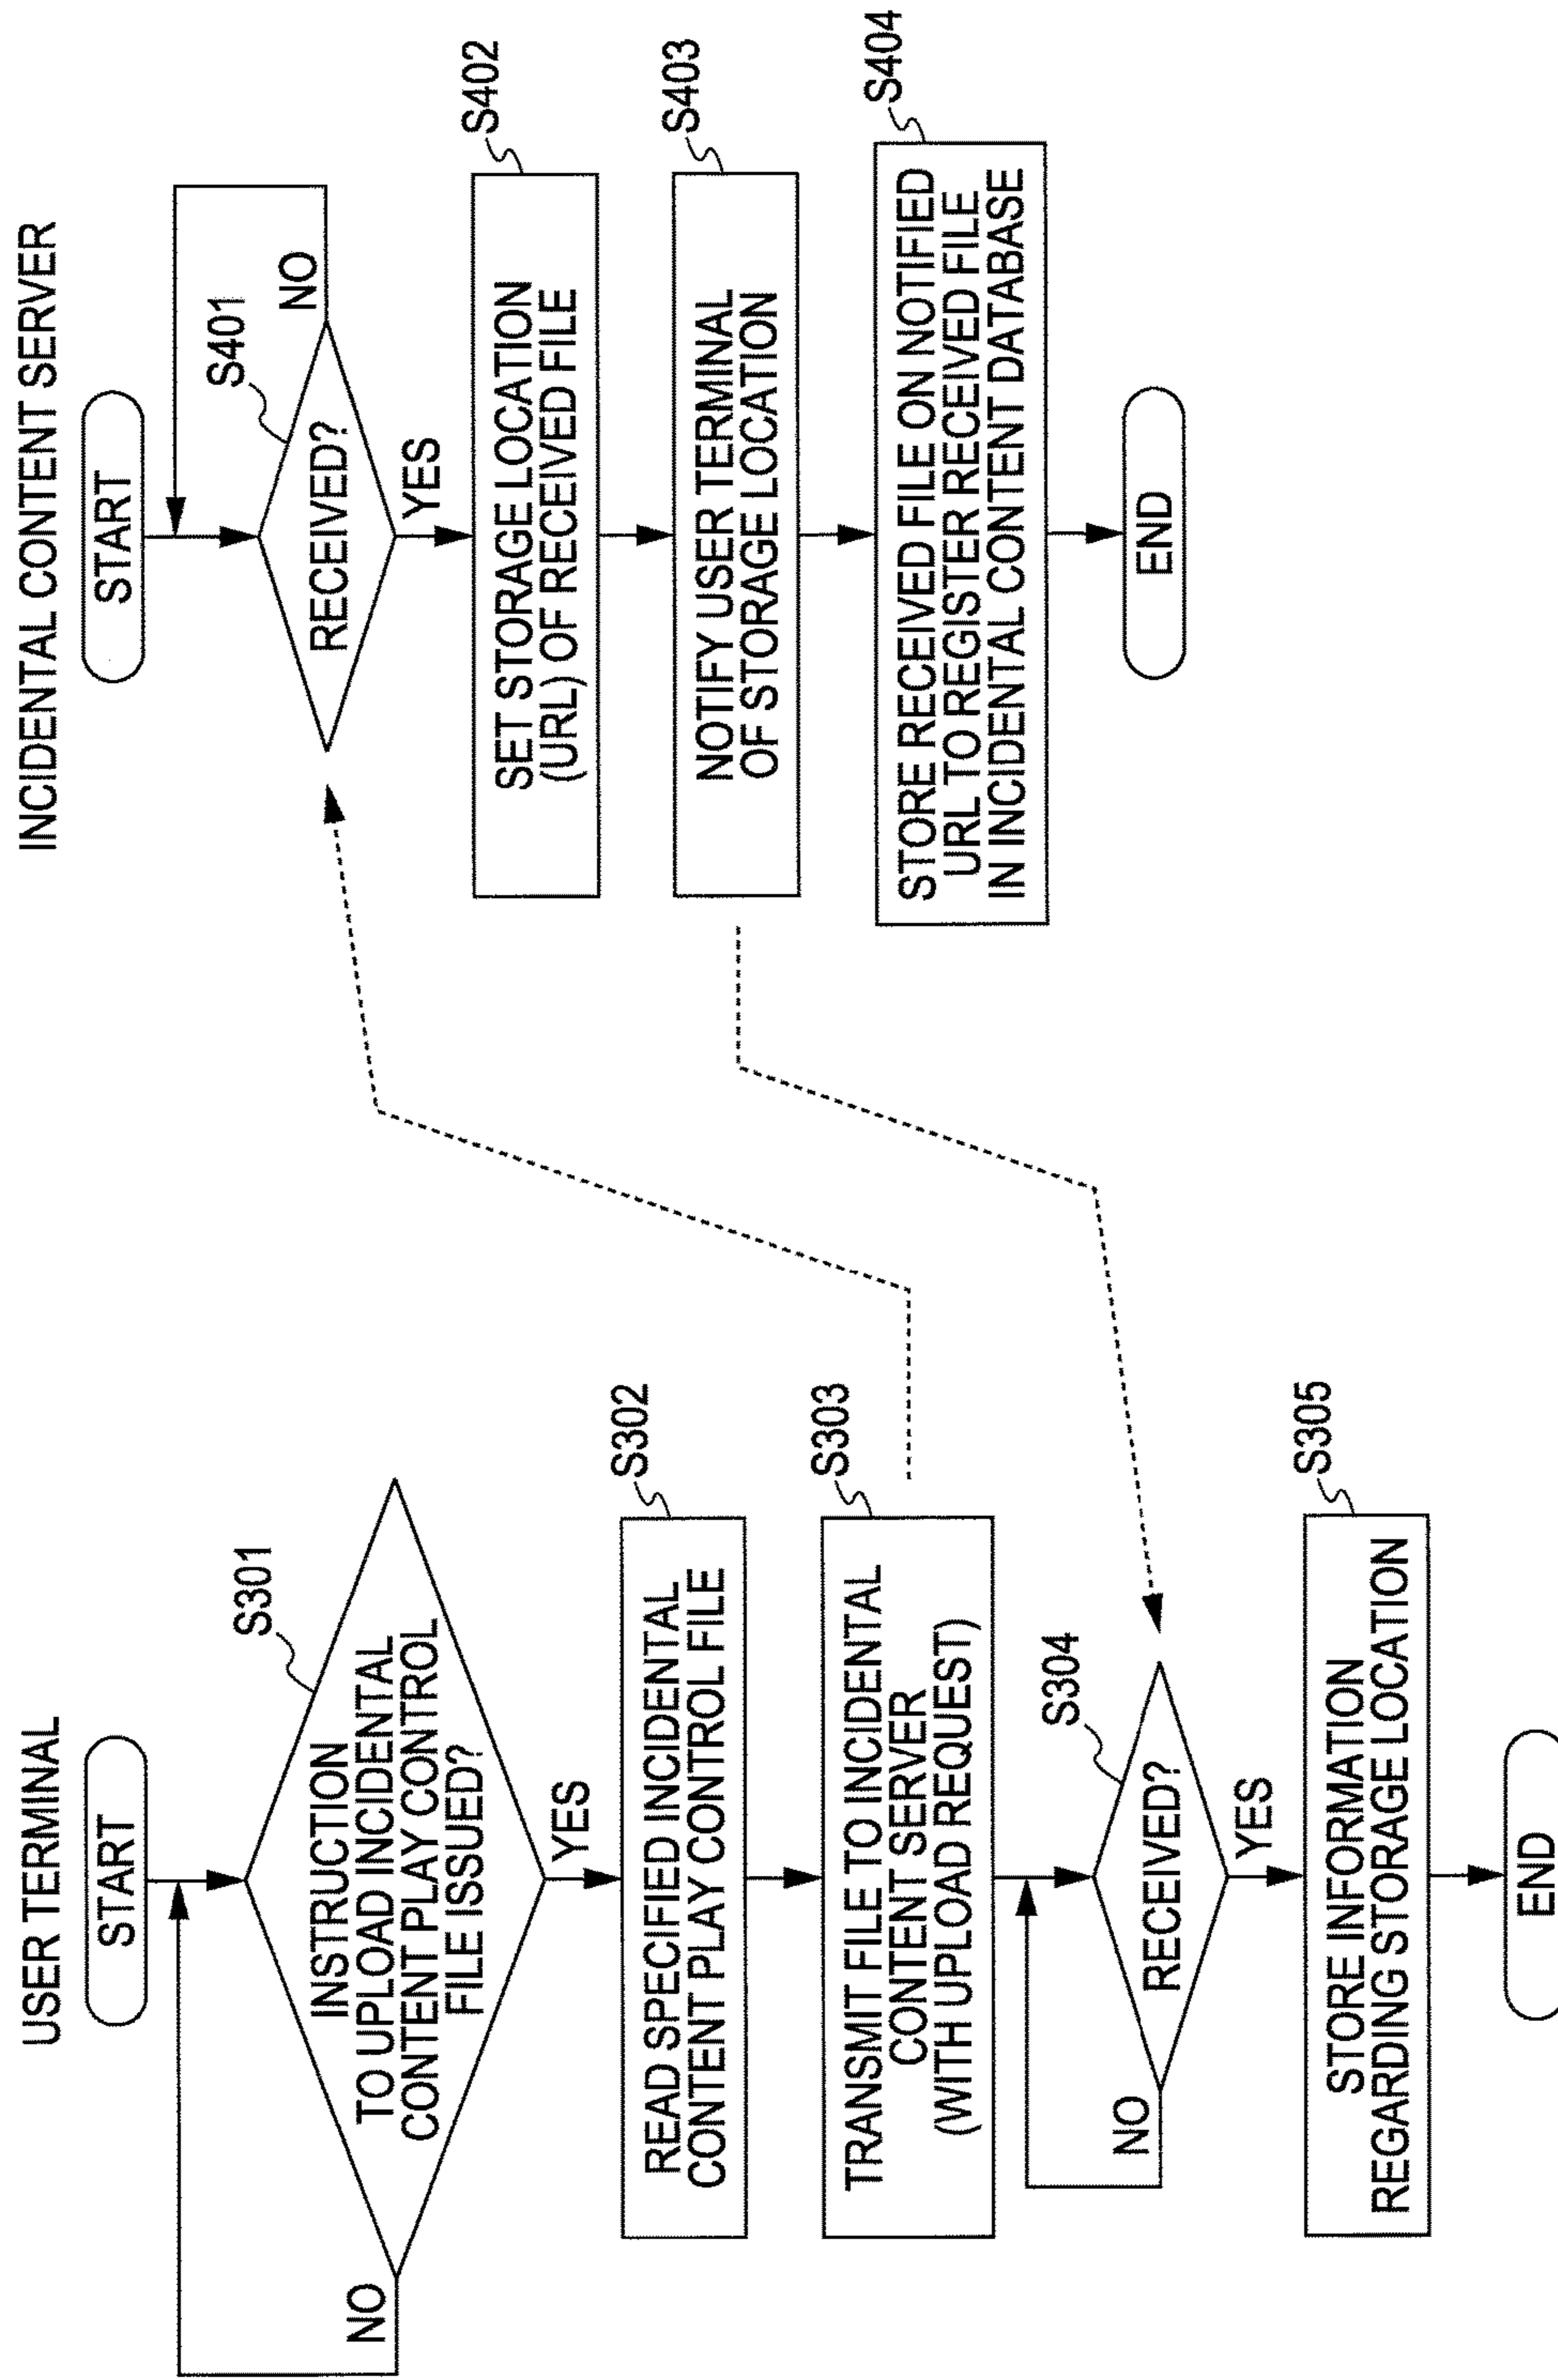 USER TERMINAL
START
S301
INSTRUCTION
TO UPLOAD INCIDENTAL
CONTENT PLAY CONTROL
FILE ISSUED?
NO
YES
S302
READ SPECIFIED INCIDENTAL
CONTENT PLAY CONTROL FILE
S303
TRANSMIT FILE TO INCIDENTAL
CONTENT SERVER
(WITH UPLOAD REQUEST)
S304
RECEIVED?
NO
YES
S305
STORE INFORMATION
REGARDING STORAGE LOCATION
END
INCIDENTAL CONTENT SERVER
START
S401
RECEIVED?
NO
YES
S402
SET STORAGE LOCATION
(URL) OF RECEIVED FILE
S403
NOTIFY USER TERMINAL
OF STORAGE LOCATION
S404
STORE RECEIVED FILE ON NOTIFIED
URL TO REGISTER RECEIVED FILE
IN INCIDENTAL CONTENT DATABASE
END